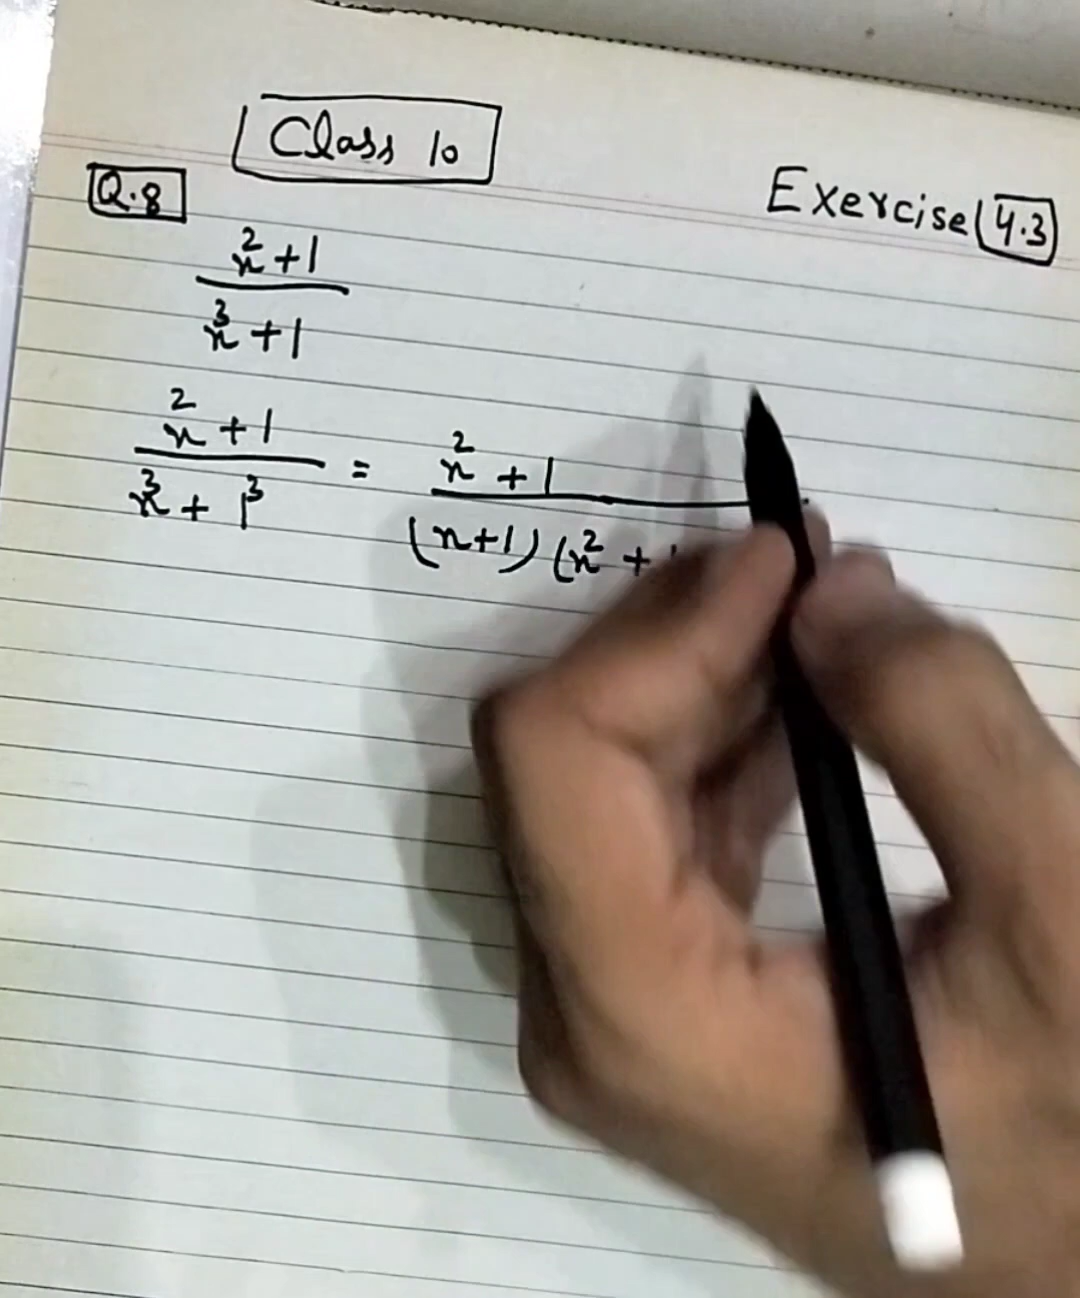 Class 10
Exercise 4.3
Q.8
x²+1
x³+1
x²+1 = x²+1
x³+1³ (x+1)(x²+